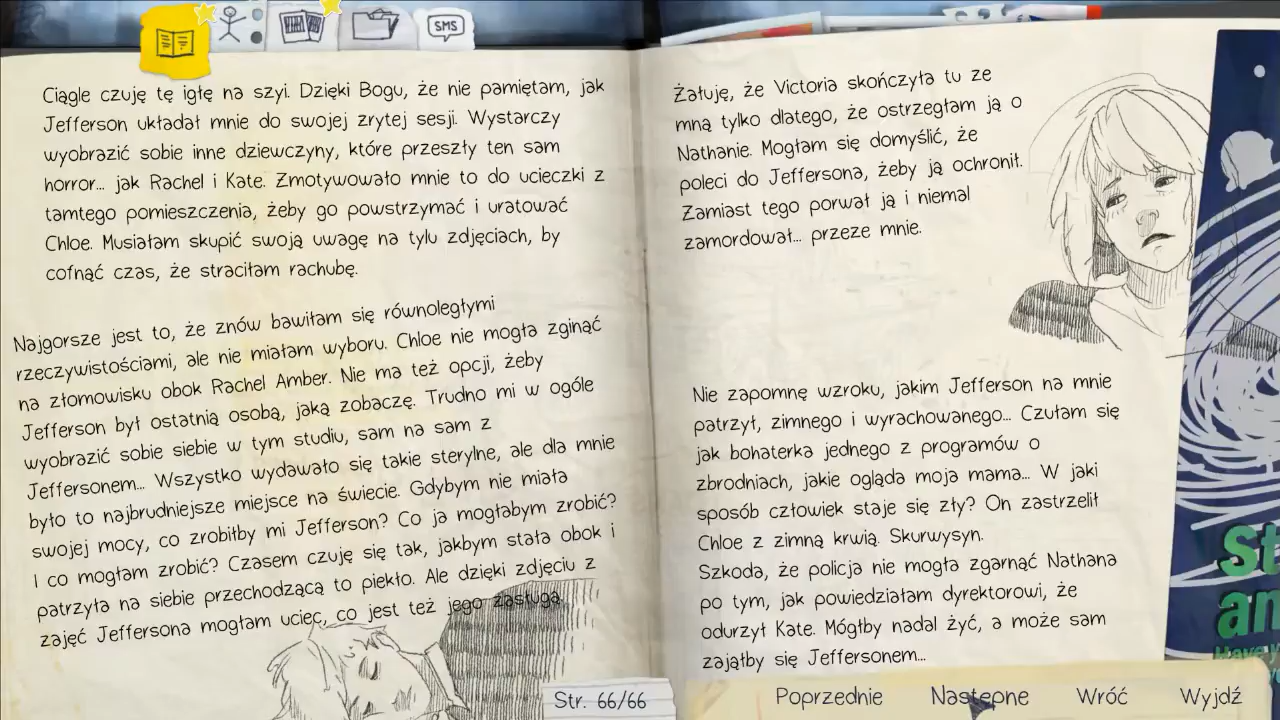 SMS
Ciągle czuję tę igłę na szyi. Dzięki Bogu, że nie pamiętam, jak
Jefferson układał mnie do swojej zrytej sesji. Wystarczy
wyobrazić sobie inne dziewczyny, które przeszły ten sam
horror... jak Rachel i Kate. Zmotywowało mnie to do ucieczki z
tamtego pomieszczenia, żeby go powstrzymać i uratować
Chloe. Musiałam skupić swoją uwagę na tylu zdjęciach, by
cofnąć czas, że straciłam rachubę.
Najgorsze jest to, że znów bawiłam się równoległymi
rzeczywistościami, ale nie miałam wyboru. Chloe nie mogła zginąć
na złomowisku obok Rachel Amber. Nie ma też opcji, żeby
Jefferson był ostatnią osobą, jaką zobaczę. Trudno mi w ogóle
wyobrazić sobie siebie w tym studiu, sam na sam z
Jeffersonem... Wszystko wydawało się takie sterylne, ale dla mnie
było to najbrudniejsze miejsce na świecie. Gdybym nie miała
swojej mocy, co zrobiłby mi Jefferson? Co ja mogłabym zrobić?
I co mogłam zrobić? Czasem czuję się tak, jakbym stała obok i
patrzyła na siebie przechodzącą to piekło. Ale dzięki zdjęciu z
zajęć Jeffersona mogłam uciec, co jest też jego zasługą
Żałuję, że Victoria skończyła tu ze
mną tylko dlatego, że ostrzegłam ją o
Nathanie. Mogłam się domyślić, że
poleci do Jeffersona, żeby ją ochronił.
Zamiast tego porwał ją i niemal
zamordował... przeze mnie.
Nie zapomnę wzroku, jakim Jefferson na mnie
patrzył, zimnego i wyrachowanego... Czułam się
jak bohaterka jednego z programów o
zbrodniach, jakie ogląda moja mama... W jaki
sposób człowiek staje się zły? On zastrzelił
Chloe z zimną krwią. Skurwysyn.
Szkoda, że policja nie mogła zgarnąć Nathana
po tym, jak powiedziałam dyrektorowi, że
odurzył Kate. Mógłby nadal żyć, a może sam
zająłby się Jeffersonem...
Str. 66/66
Poprzednie Następne Wróć Wyjdź